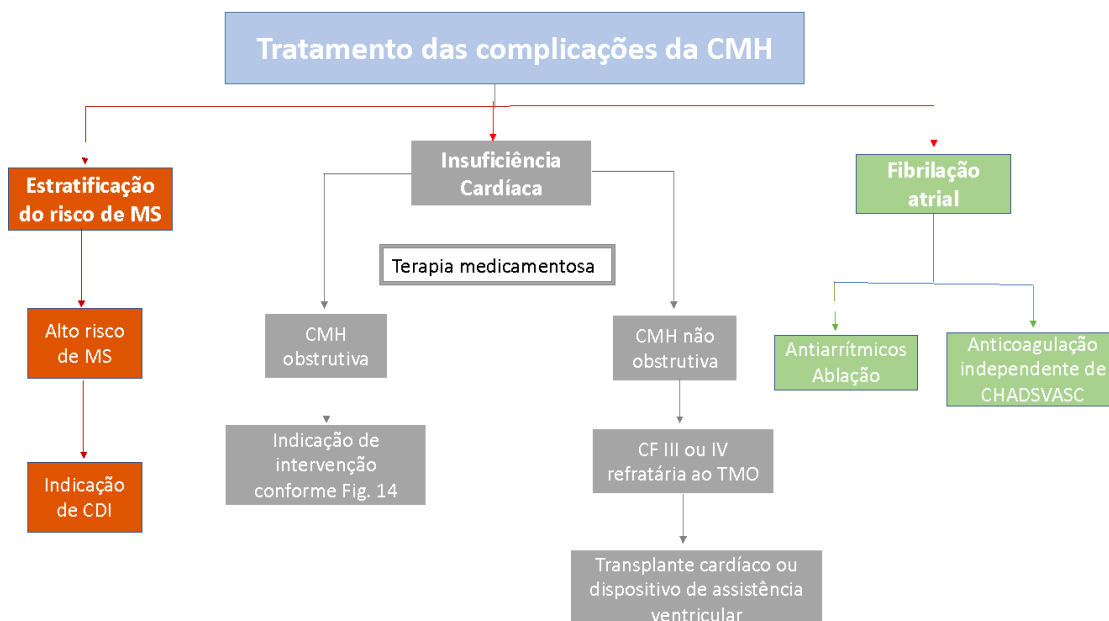 Tratamento das complicações da CMH
Estratificação
do risco de MS
Alto risco
de MS
Indicação
de CDI
Insuficiência
Cardíaca
Terapia medicamentosa
CMH
obstrutiva
Indicação de
intervenção
conforme Fig. 14
CMH não
obstrutiva
CF III ou IV
refratária ao TMO
Transplante cardíaco ou
dispositivo de assistência
ventricular
Fibrilação
atrial
Antiarrítmicos
Ablação
Anticoagulação
independente de
CHADSVASC